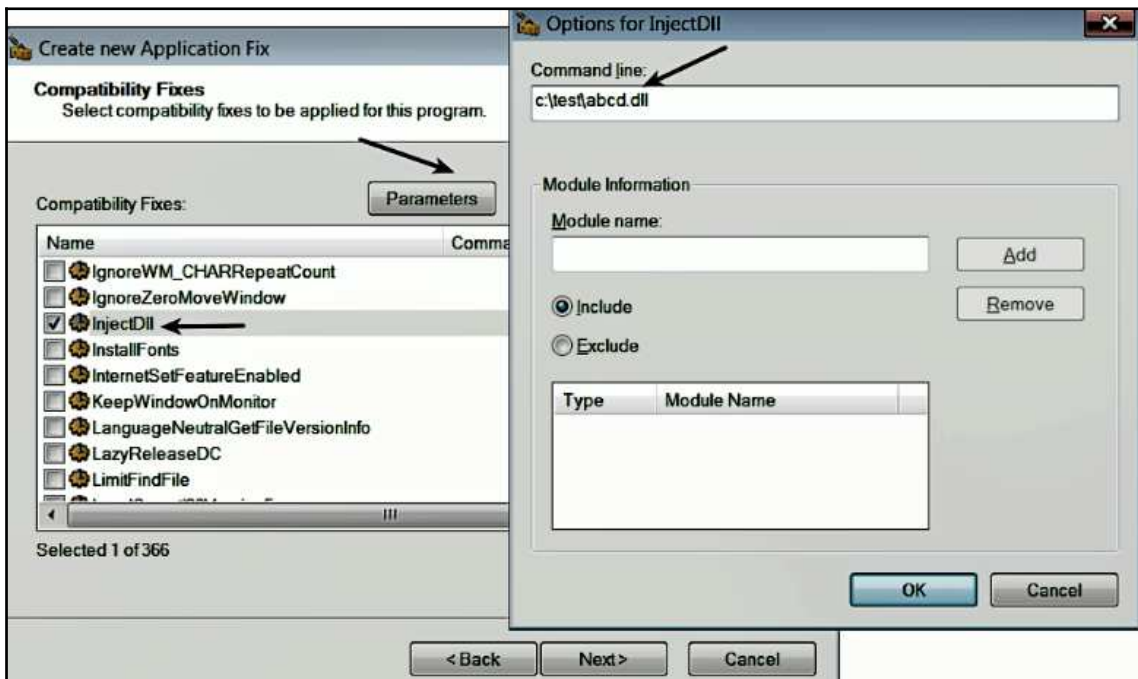 Create new Application Fix
Compatibility Fixes
Select compatibility fixes to be applied for this program.
Parameters
Compatibility Fixes:
Name Comma
IgnoreWM_CHARRepeatCount
IgnoreZeroMoveWindow
InjectDll
InstallFonts
InternetSetFeatureEnabled
KeepWindowOnMonitor
LanguageNeutralGetFileVersionInfo
LazyReleaseDC
LimitFindFile
Selected 1 of 366
< Back Next > Cancel
Options for InjectDll
Command line:
c:\test\abcd.dll
Module Information
Module name:
Add
Include
Remove
Exclude
Type Module Name
OK Cancel